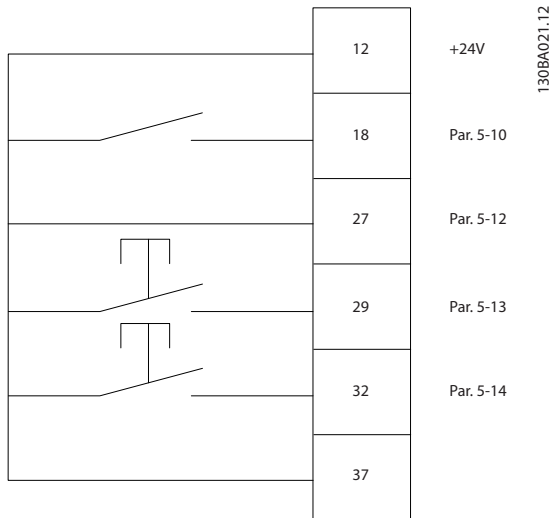 12 +24V
18 Par. 5-10
27 Par. 5-12
29 Par. 5-13
32 Par. 5-14
37
130BA021.12